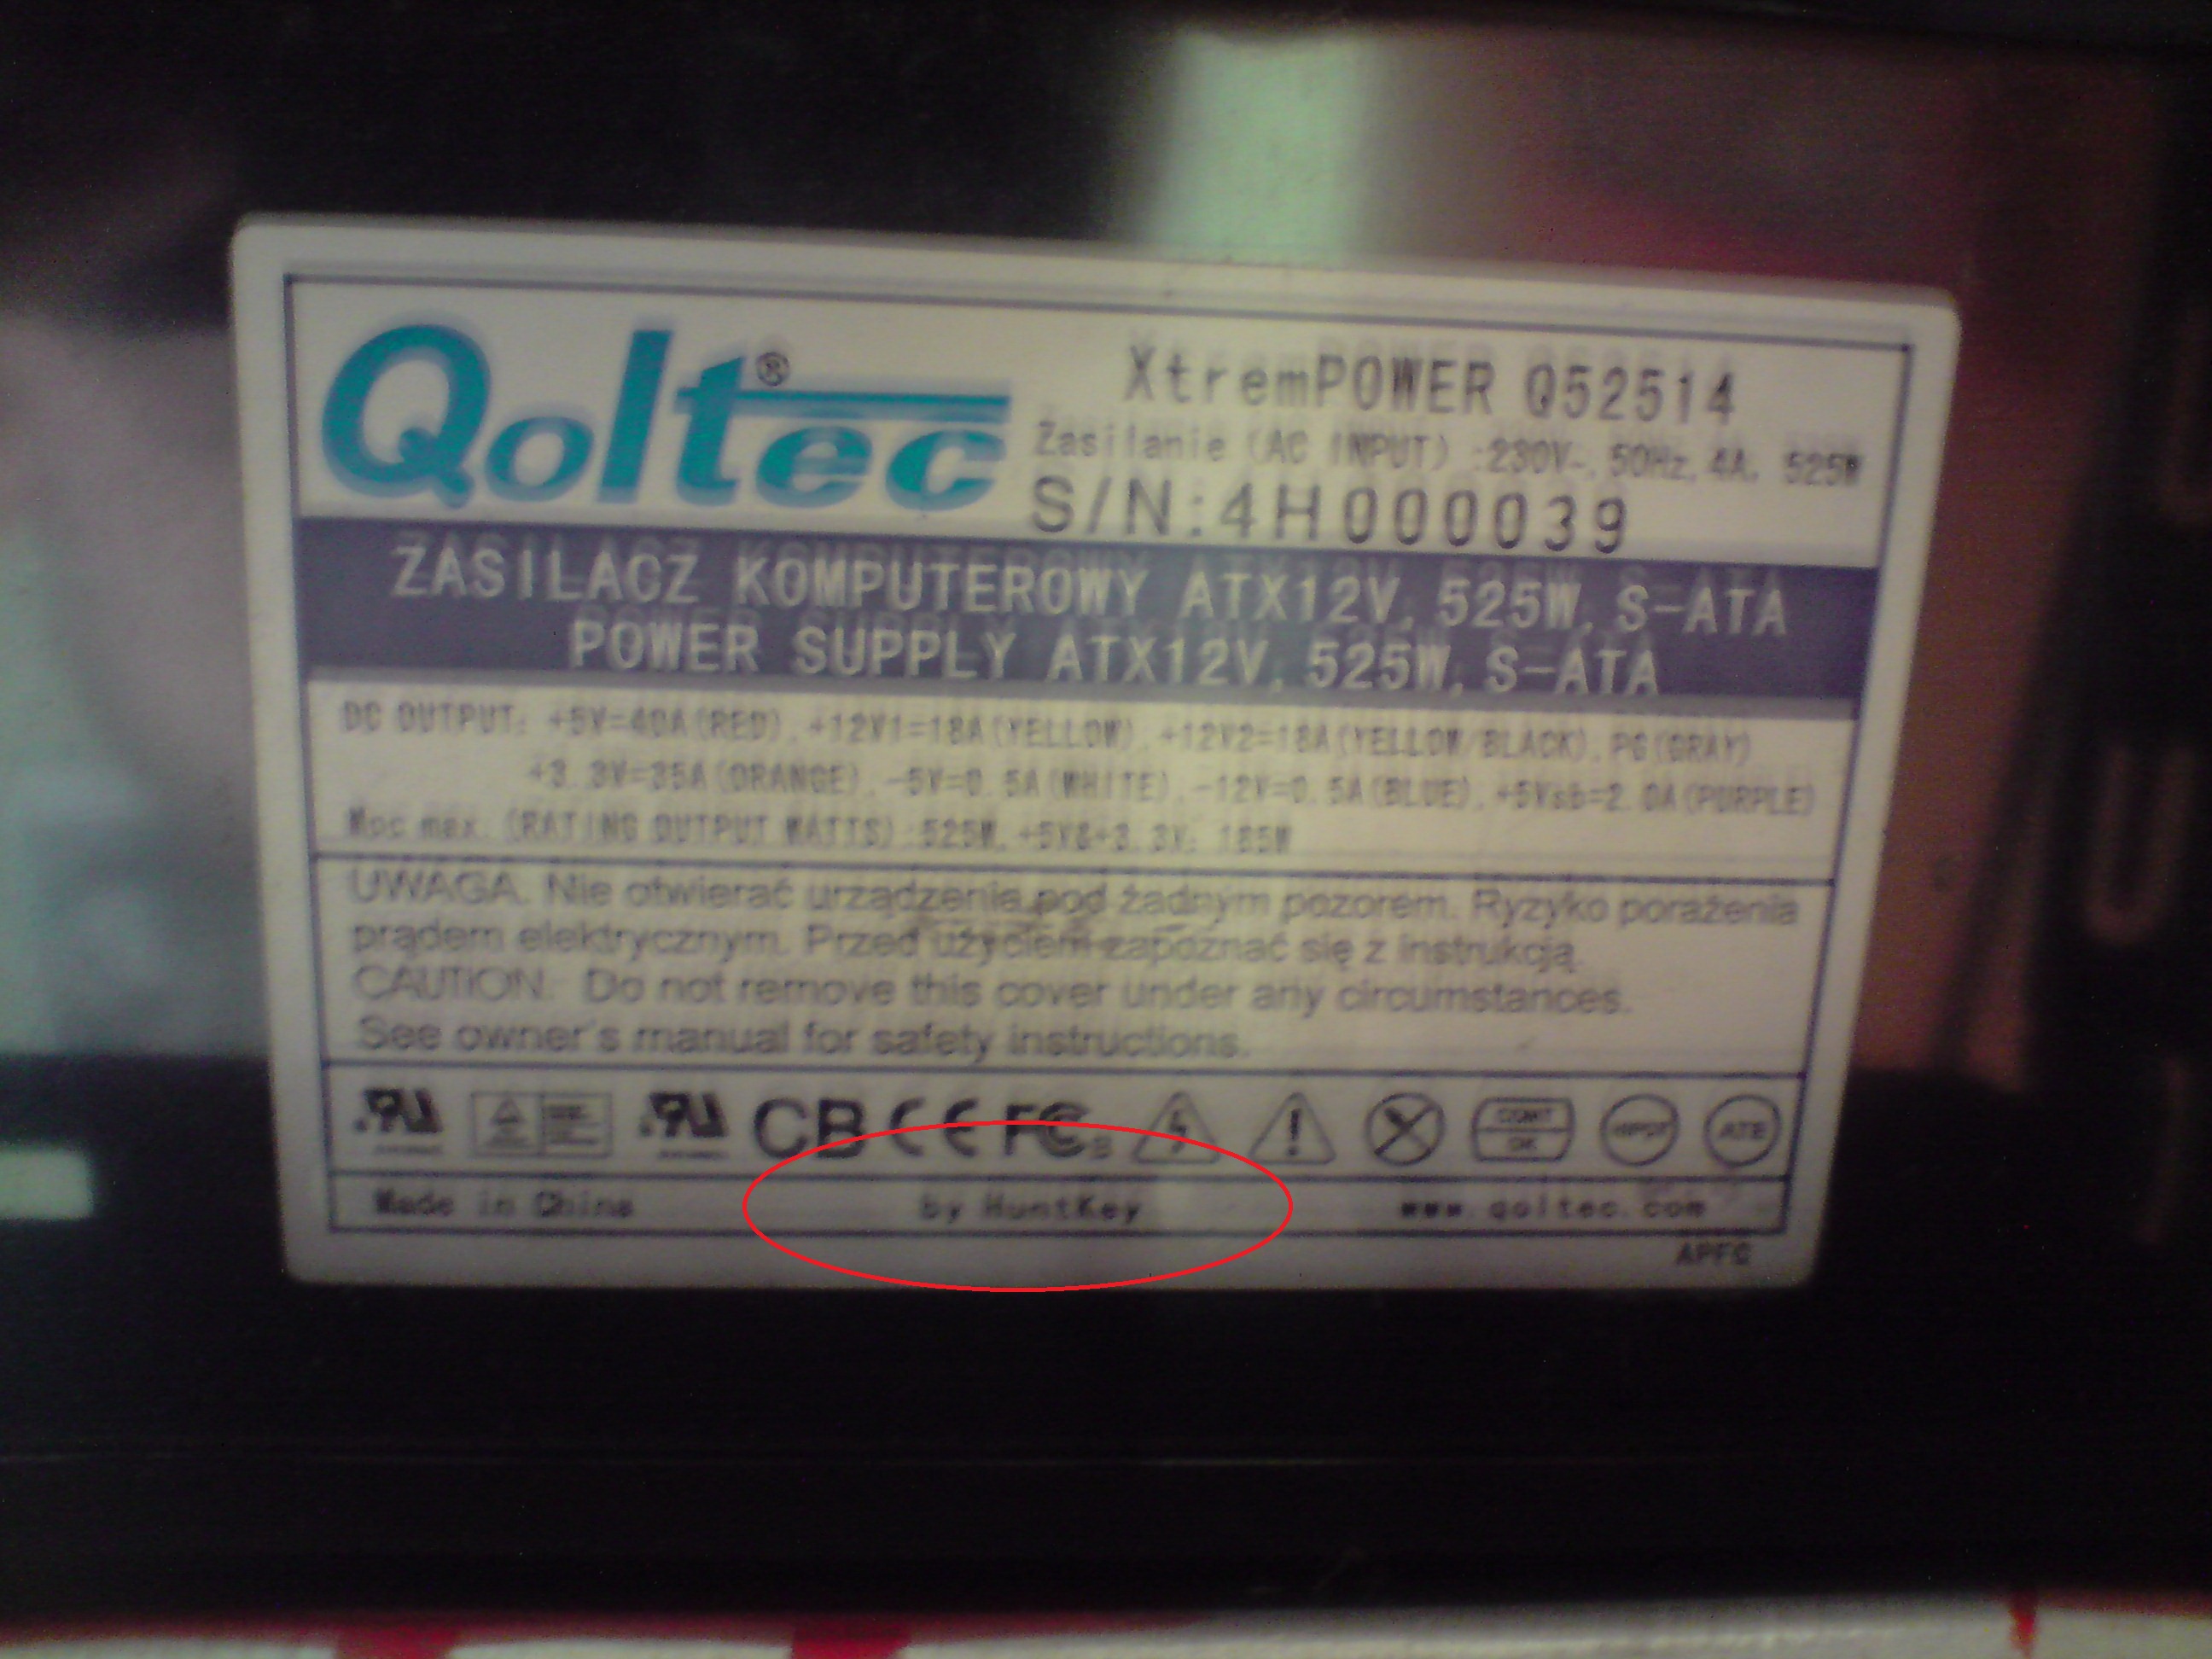 Qoltec®
XtremPOWER Q52514
Zasilanie (AC INPUT) :230V~, 50Hz, 4A, 525W
S/N:4H000039
ZASILACZ KOMPUTEROWY ATX12V, 525W, S-ATA
POWER SUPPLY ATX12V, 525W, S-ATA
DC OUTPUT: +5V=40A(RED), +12V1=18A(YELLOW), +12V2=18A(YELLOW/BLACK), PG(GRAY)
+3.3V=35A(ORANGE), -5V=0.5A(WHITE), -12V=0.5A(BLUE), +5Vsb=2.0A(PURPLE)
Moc max. (RATING OUTPUT WATTS):525W, +5V&+3.3V: 185W
UWAGA. Nie otwierać urządzenia pod żadnym pozorem. Ryzyko porażenia
prądem elektrycznym. Przed użyciem zapoznać się z instrukcją.
CAUTION: Do not remove this cover under any circumstances.
See owner's manual for safety instructions.
CB CE FC HIPOT ATE
Made in China by HuntKey www.qoltec.com
APFC